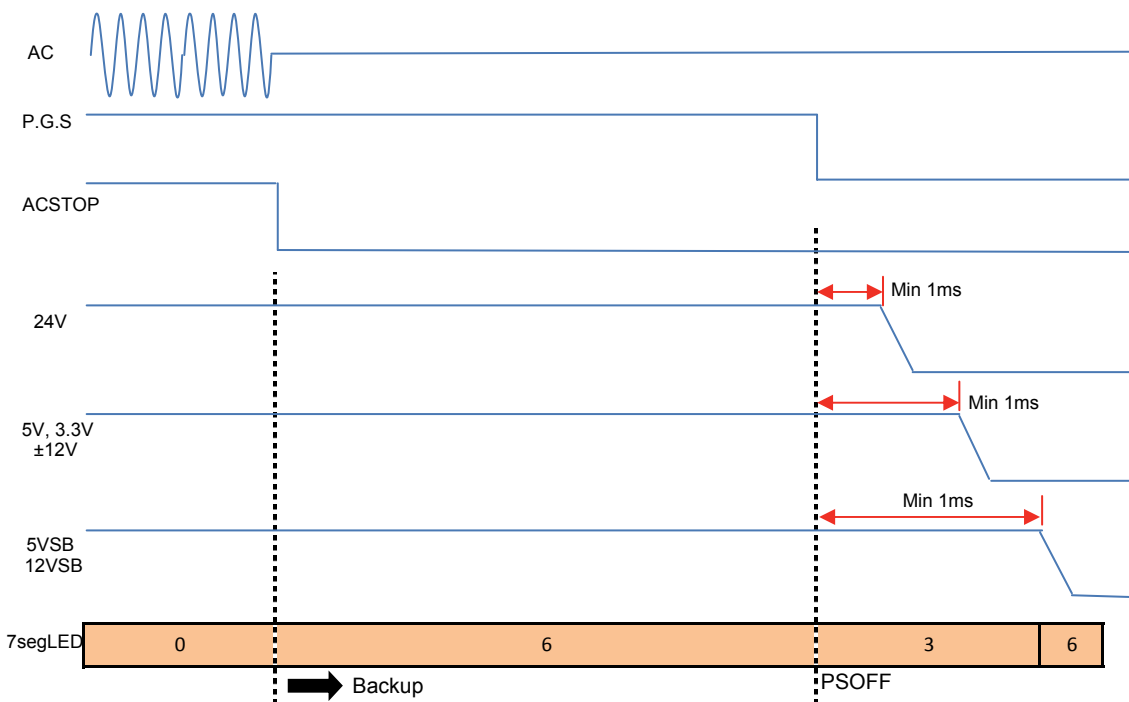 AC
P.G.S
ACSTOP
Min 1ms
24V
Min 1ms
5V, 3.3V
±12V
Min 1ms
5VSB
12VSB
7segLED 0 6 3 6
Backup
PSOFF